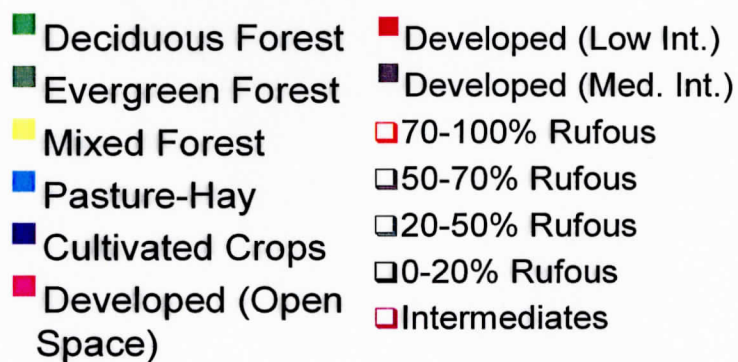 Deciduous Forest
Evergreen Forest
Mixed Forest
Pasture-Hay
Cultivated Crops
Developed (Open
Space)
Developed (Low Int.)
Developed (Med. Int.)
70-100% Rufous
50-70% Rufous
20-50% Rufous
0-20% Rufous
Intermediates